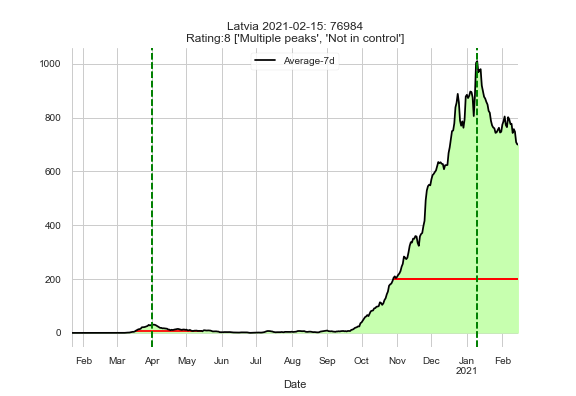 Latvia 2021-02-15: 76984
Rating:8 ['Multiple peaks', 'Not in control']
Average-7d
1000
800
600
400
200
0
Feb Mar Apr May Jun Jul Aug Sep Oct Nov Dec Jan Feb
2021
Date